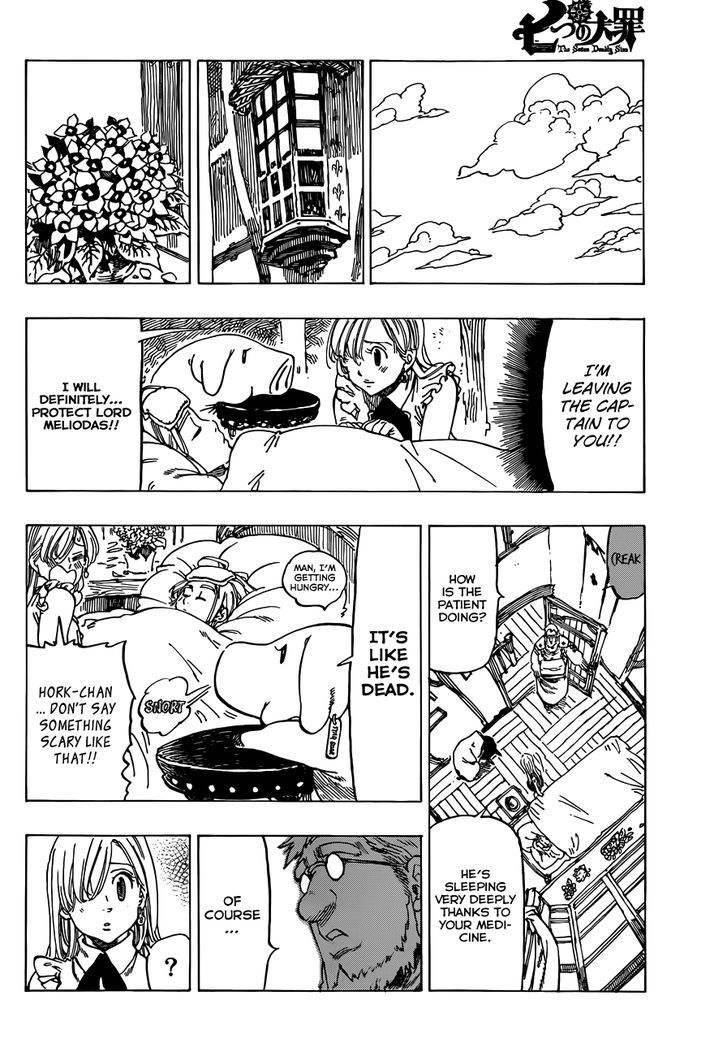 七つの大罪
The Seven Deadly Sins
I'M
LEAVING
THE CAP-
TAIN TO
YOU!!
I WILL
DEFINITELY...
PROTECT LORD
MELIODAS!!
CREAK
HOW
IS THE
PATIENT
DOING?
HE'S
SLEEPING
VERY DEEPLY
THANKS TO
YOUR MEDI-
CINE.
IT'S
LIKE
HE'S
DEAD.
MAN, I'M
GETTING
HUNGRY...
SNORT
HORK-CHAN
... DON'T SAY
SOMETHING
SCARY LIKE
THAT!!
OF
COURSE
...
?